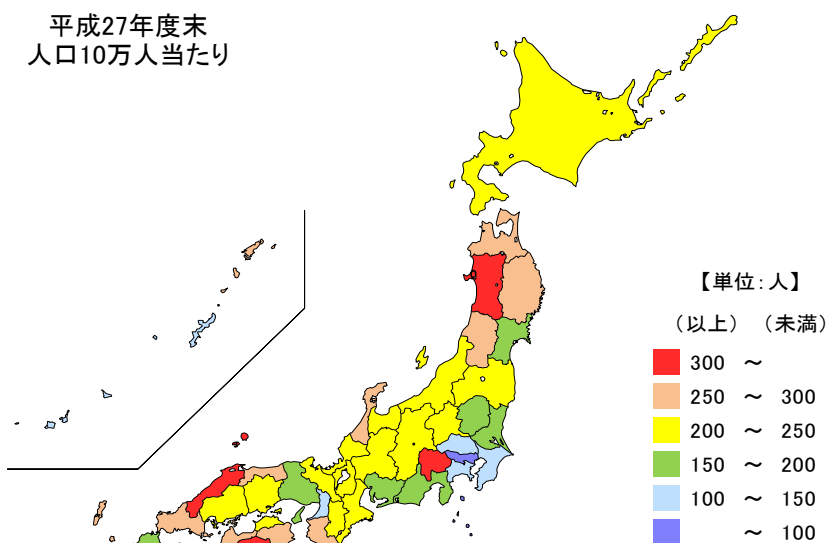 平成27年度末
人口10万人当たり
【単位:人】
（以上） （未満）
300 ～
250 ～ 300
200 ～ 250
150 ～ 200
100 ～ 150
～ 100